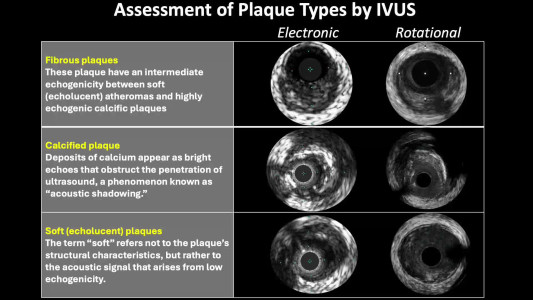 Assessment of Plaque Types by IVUS
Electronic
Rotational
Fibrous plaques
These plaque have an intermediate
echogenicity between soft
(echolucent) atheromas and highly
echogenic calcific plaques
Calcified plaque
Deposits of calcium appear as bright
echoes that obstruct the penetration of
ultrasound, a phenomenon known as
“acoustic shadowing.”
Soft (echolucent) plaques
The term “soft” refers not to the plaque’s
structural characteristics, but rather to
the acoustic signal that arises from low
echogenicity.